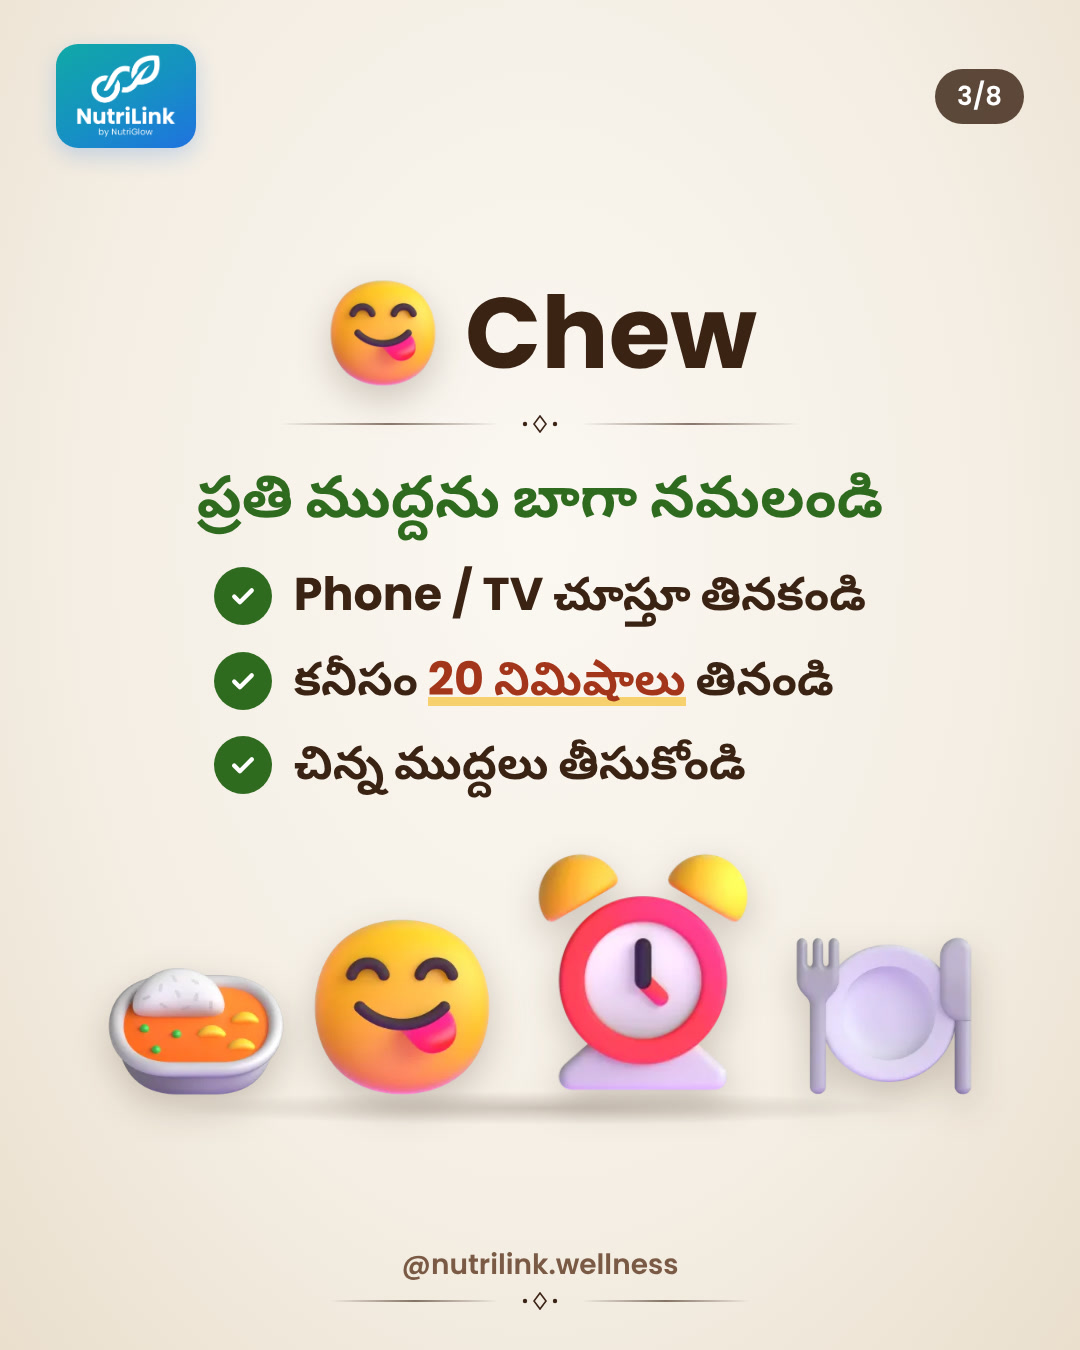 NutriLink
by NutriGlow
3/8
Chew
ప్రతి ముద్దను బాగా నమలండి
Phone / TV చూస్తూ తినకండి
కనీసం 20 నిమిషాలు తినండి
చిన్న ముద్దలు తీసుకోండి
@nutrilink.wellness